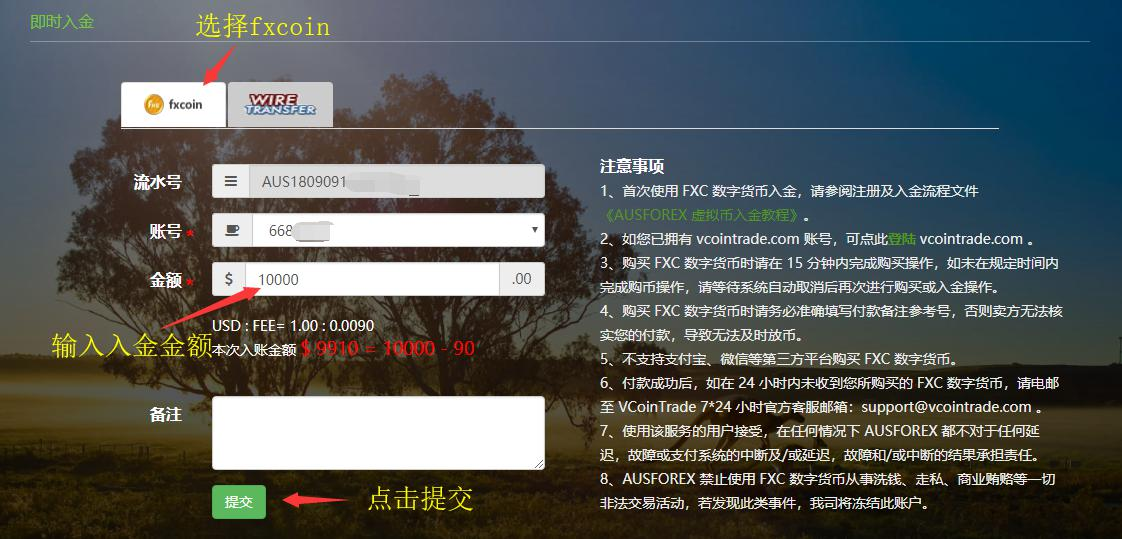 即时入金
选择fxcoin
fxcoin
WIRE
TRANSFER
流水号
AUS1809091
账号 *
668
金额 *
$ 10000 .00
输入入金金额
USD : FEE= 1.00 : 0.0090
本次入账金额 $ 9910 = 10000 - 90
备注
提交
点击提交
注意事项
1、首次使用 FXC 数字货币入金，请参阅注册及入金流程文件
《AUSFOREX 虚拟币入金教程》。
2、如您已拥有 vcointrade.com 账号，可点此登陆 vcointrade.com 。
3、购买 FXC 数字货币时请在 15 分钟内完成购买操作，如未在规定时间内
完成购币操作，请等待系统自动取消后再次进行购买或入金操作。
4、购买 FXC 数字货币时请务必准确填写付款备注参考号，否则卖方无法核
实您的付款，导致无法及时放币。
5、不支持支付宝、微信等第三方平台购买 FXC 数字货币。
6、付款成功后，如在 24 小时内未收到您所购买的 FXC 数字货币，请电邮
至 VCoinTrade 7*24 小时官方客服邮箱：support@vcointrade.com 。
7、使用该服务的用户接受，在任何情况下 AUSFOREX 都不对于任何延
迟，故障或支付系统的中断及/或延迟，故障和/或中断的结果承担责任。
8、AUSFOREX 禁止使用 FXC 数字货币从事洗钱、走私、商业贿赂等一切
非法交易活动，若发现此类事件，我司将冻结此账户。